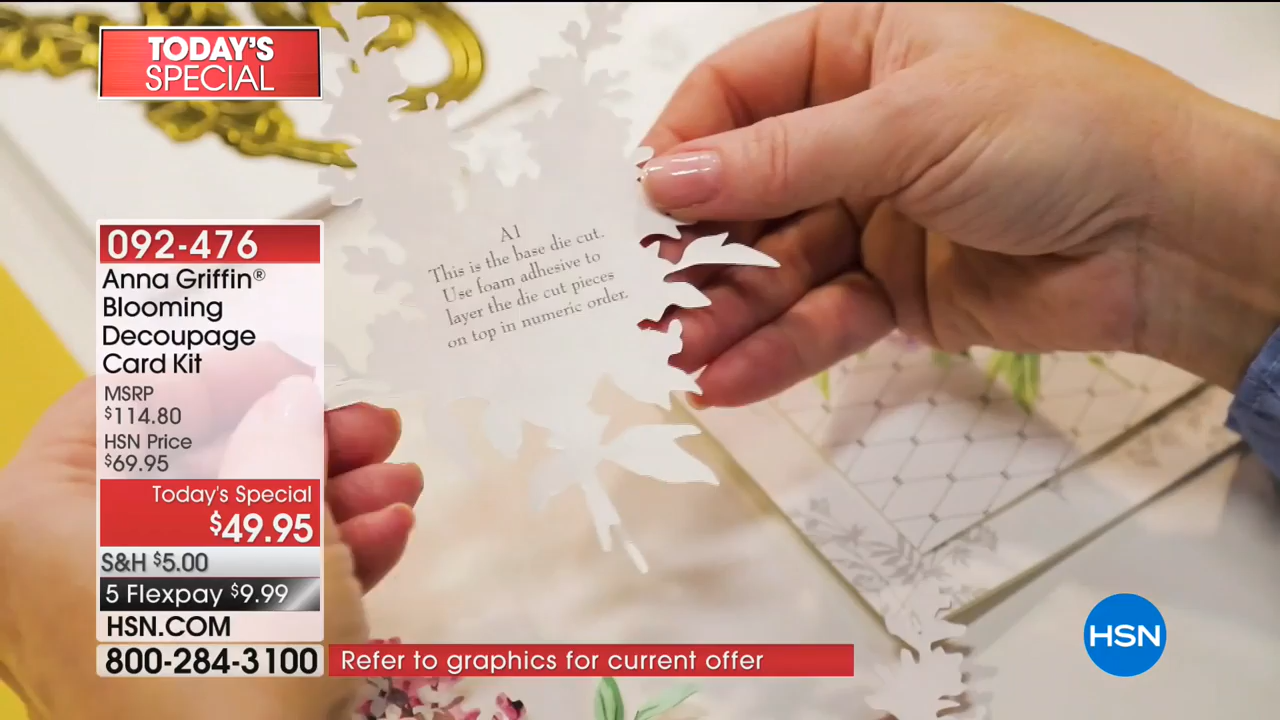 TODAY'S
SPECIAL
092-476
Anna Griffin®
Blooming
Decoupage
Card Kit
MSRP
$114.80
HSN Price
$69.95
Today's Special
$49.95
S&H $5.00
5 Flexpay $9.99
HSN.COM
800-284-3100
Refer to graphics for current offer
A1
This is the base die cut.
Use foam adhesive to
layer the die cut pieces
on top in numeric order.
HSN